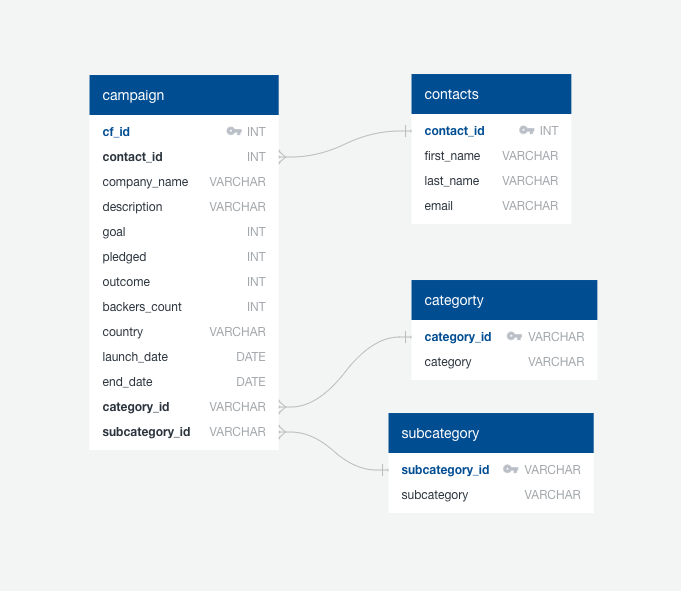 campaign
cf_id INT
contact_id INT
company_name VARCHAR
description VARCHAR
goal INT
pledged INT
outcome INT
backers_count INT
country VARCHAR
launch_date DATE
end_date DATE
category_id VARCHAR
subcategory_id VARCHAR
contacts
contact_id INT
first_name VARCHAR
last_name VARCHAR
email VARCHAR
categorty
category_id VARCHAR
category VARCHAR
subcategory
subcategory_id VARCHAR
subcategory VARCHAR